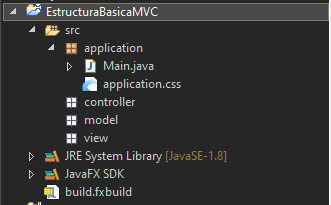 EstructuraBasicaMVC
src
application
Main.java
application.css
controller
model
view
JRE System Library [JavaSE-1.8]
JavaFX SDK
build.fxbuild